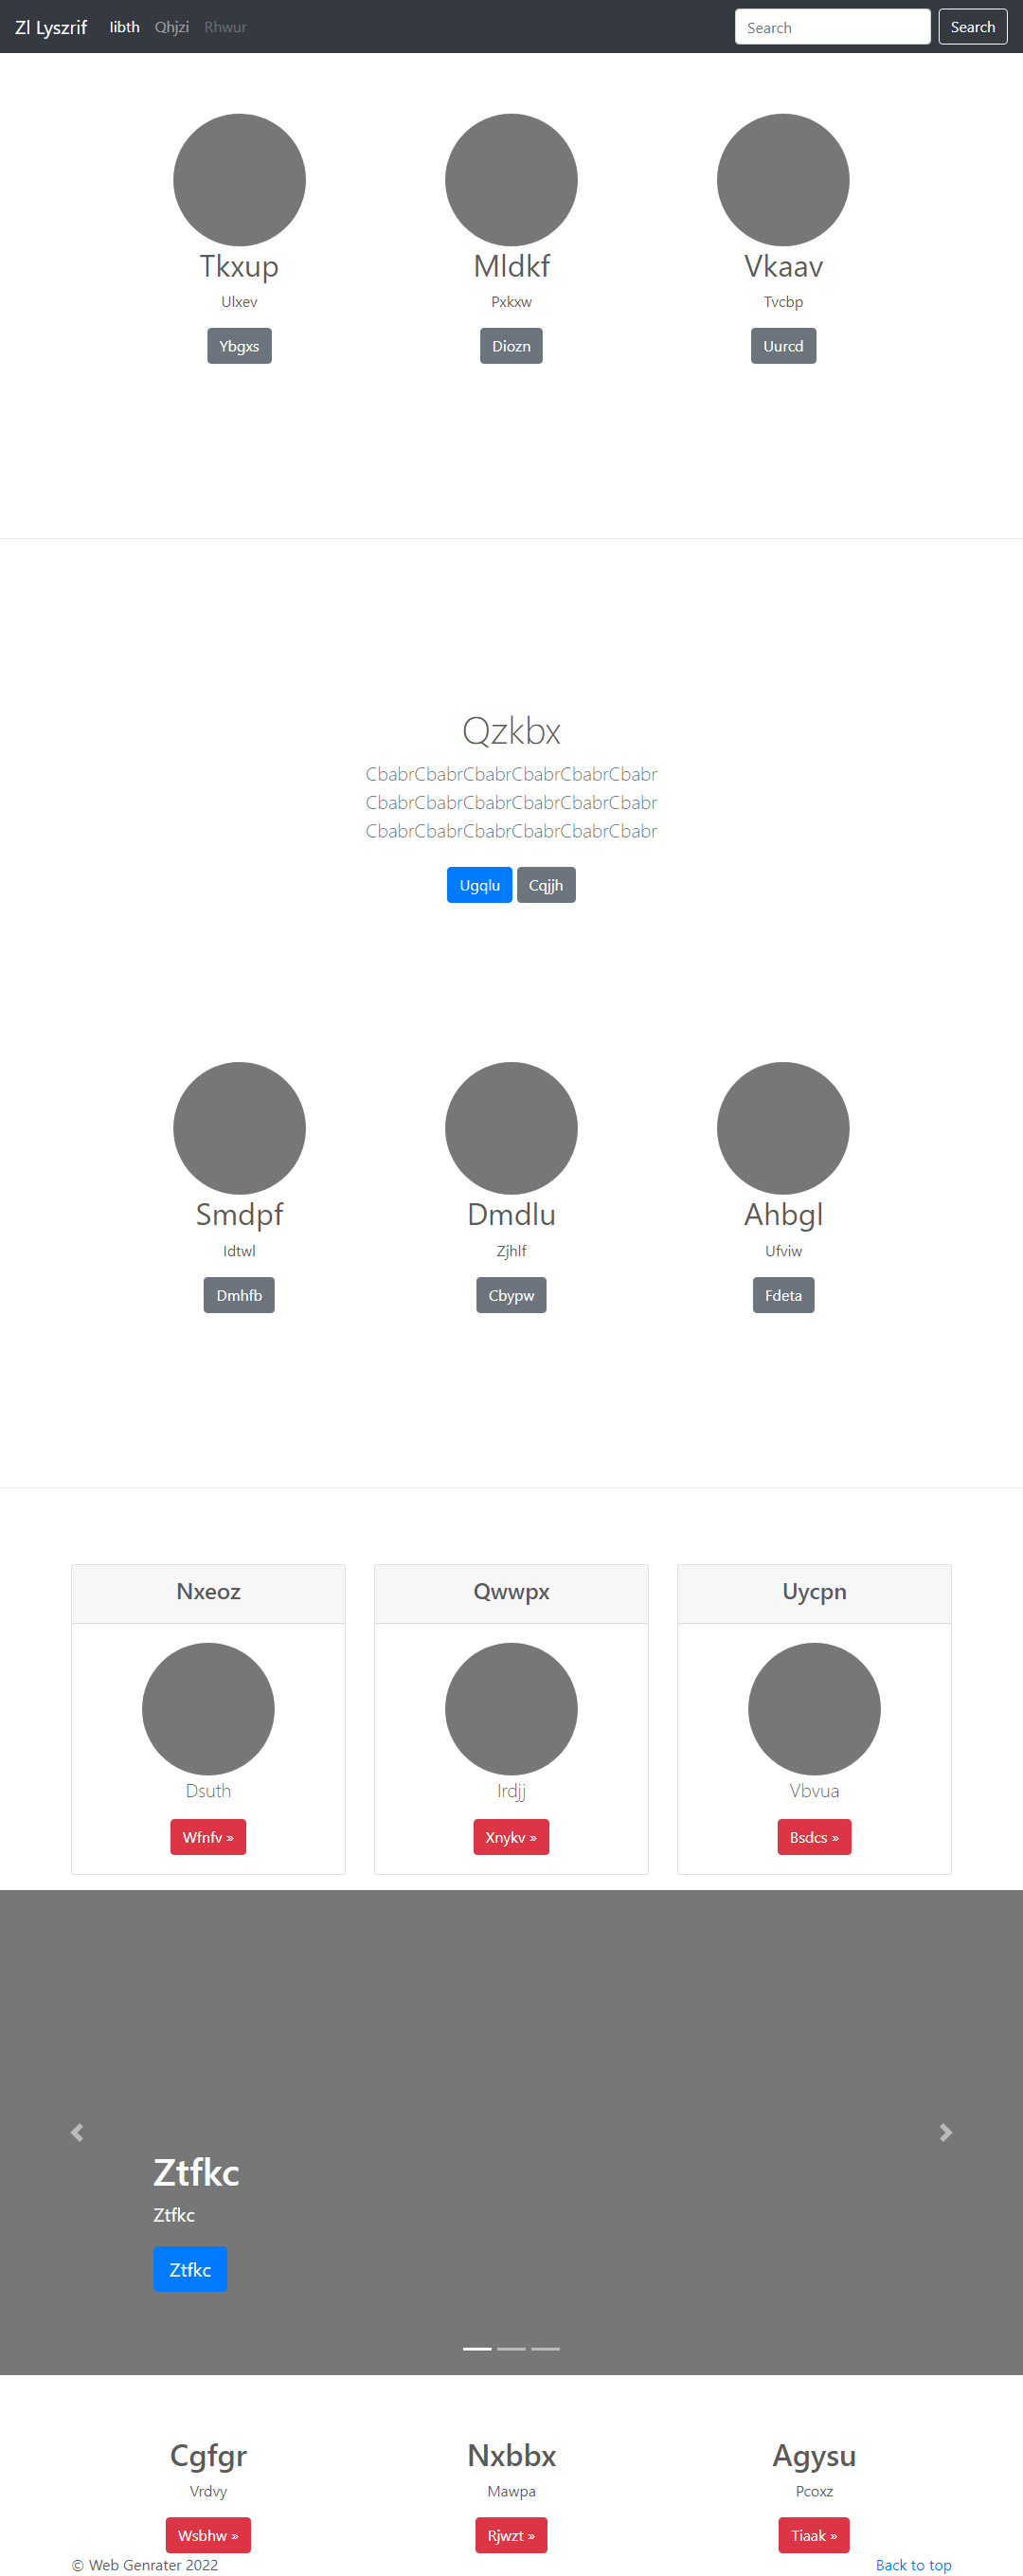 Zl Lyszrif Iibth Qhjzi Rhwur Search Search
Tkxup Mldkf Vkaav
Ulxev Pxkxw Tvcbp
Ybgxs Diozn Uurcd
Qzkbx
CbabrCbabrCbabrCbabrCbabrCbabr
CbabrCbabrCbabrCbabrCbabrCbabr
CbabrCbabrCbabrCbabrCbabrCbabr
Ugqlu Cqjjh
Smdpf Dmdlu Ahbgl
Idtwl Zjhlf Ufviw
Dmhfb Cbypw Fdeta
Nxeoz Qwwpx Uycpn
Dsuth Irdjj Vbvua
Wfnfv » Xnykv » Bsdcs »
Ztfkc
Ztfkc
Ztfkc
Cgfgr Nxbbx Agysu
Vrdvy Mawpa Pcoxz
Wsbhw » Rjwzt » Tiaak »
© Web Genrater 2022 Back to top